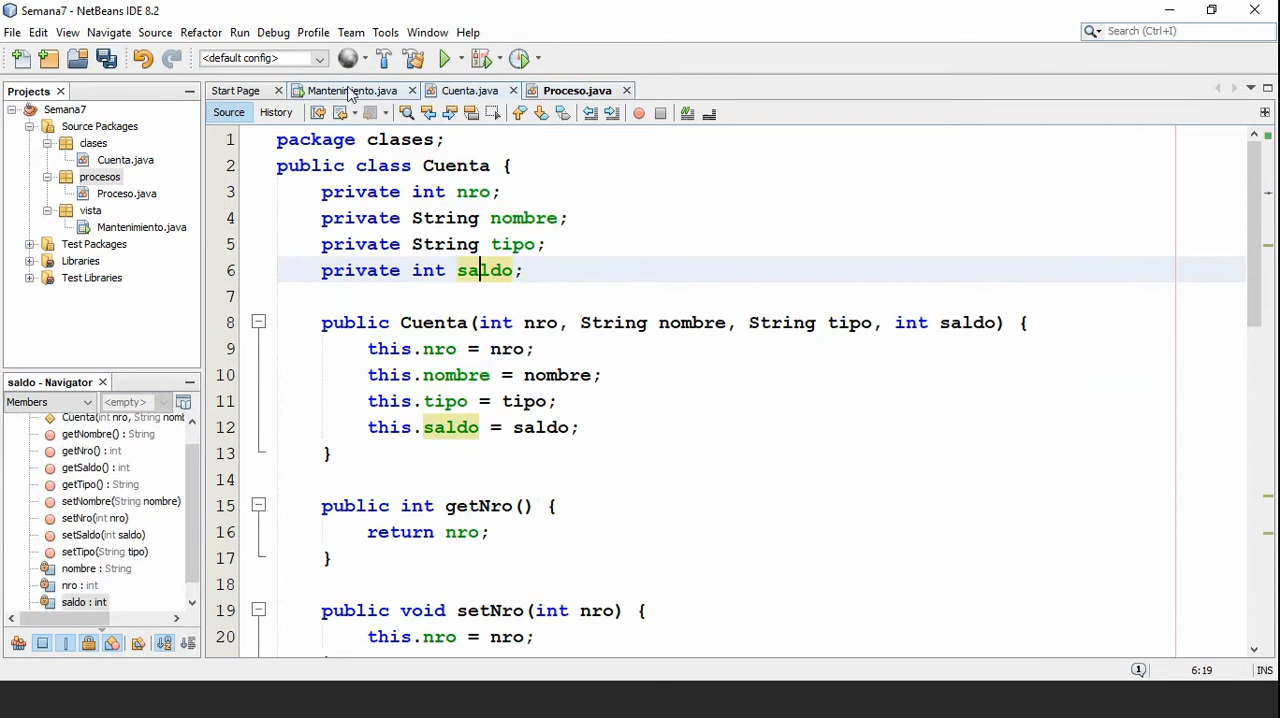 Semana7 - NetBeans IDE 8.2
File Edit View Navigate Source Refactor Run Debug Profile Team Tools Window Help
Search (Ctrl+I)
<default config>
Projects
Start Page
Mantenimiento.java
Cuenta.java
Proceso.java
Source History
Semana7
Source Packages
clases
Cuenta.java
procesos
Proceso.java
vista
Mantenimiento.java
Test Packages
Libraries
Test Libraries
saldo - Navigator
Members
<empty>
Cuenta(int nro, String nomb
getNombre() : String
getNro() : int
getSaldo() : int
getTipo() : String
setNombre(String nombre)
setNro(int nro)
setSaldo(int saldo)
setTipo(String tipo)
nombre : String
nro : int
saldo : int
1 package clases;
2 public class Cuenta {
3 private int nro;
4 private String nombre;
5 private String tipo;
6 private int saldo;
7
8 public Cuenta(int nro, String nombre, String tipo, int saldo) {
9 this.nro = nro;
10 this.nombre = nombre;
11 this.tipo = tipo;
12 this.saldo = saldo;
13 }
14
15 public int getNro() {
16 return nro;
17 }
18
19 public void setNro(int nro) {
20 this.nro = nro;
1
6:19
INS